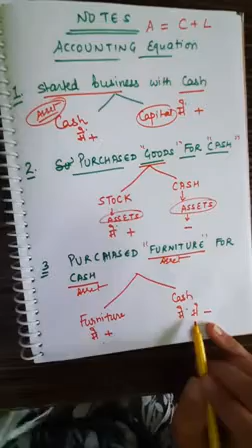 NOTES A = C + L
ACCOUNTING Equation
1 started business with Cash
Asset Cash में + Capital में +
2. PURCHASED "GOODS" FOR "CASH"
STOCK CASH
ASSETS ASSETS
में + −
3 PURCHASED "FURNITURE" FOR
CASH Asset
Asset
Cash
Furniture में में −
में +